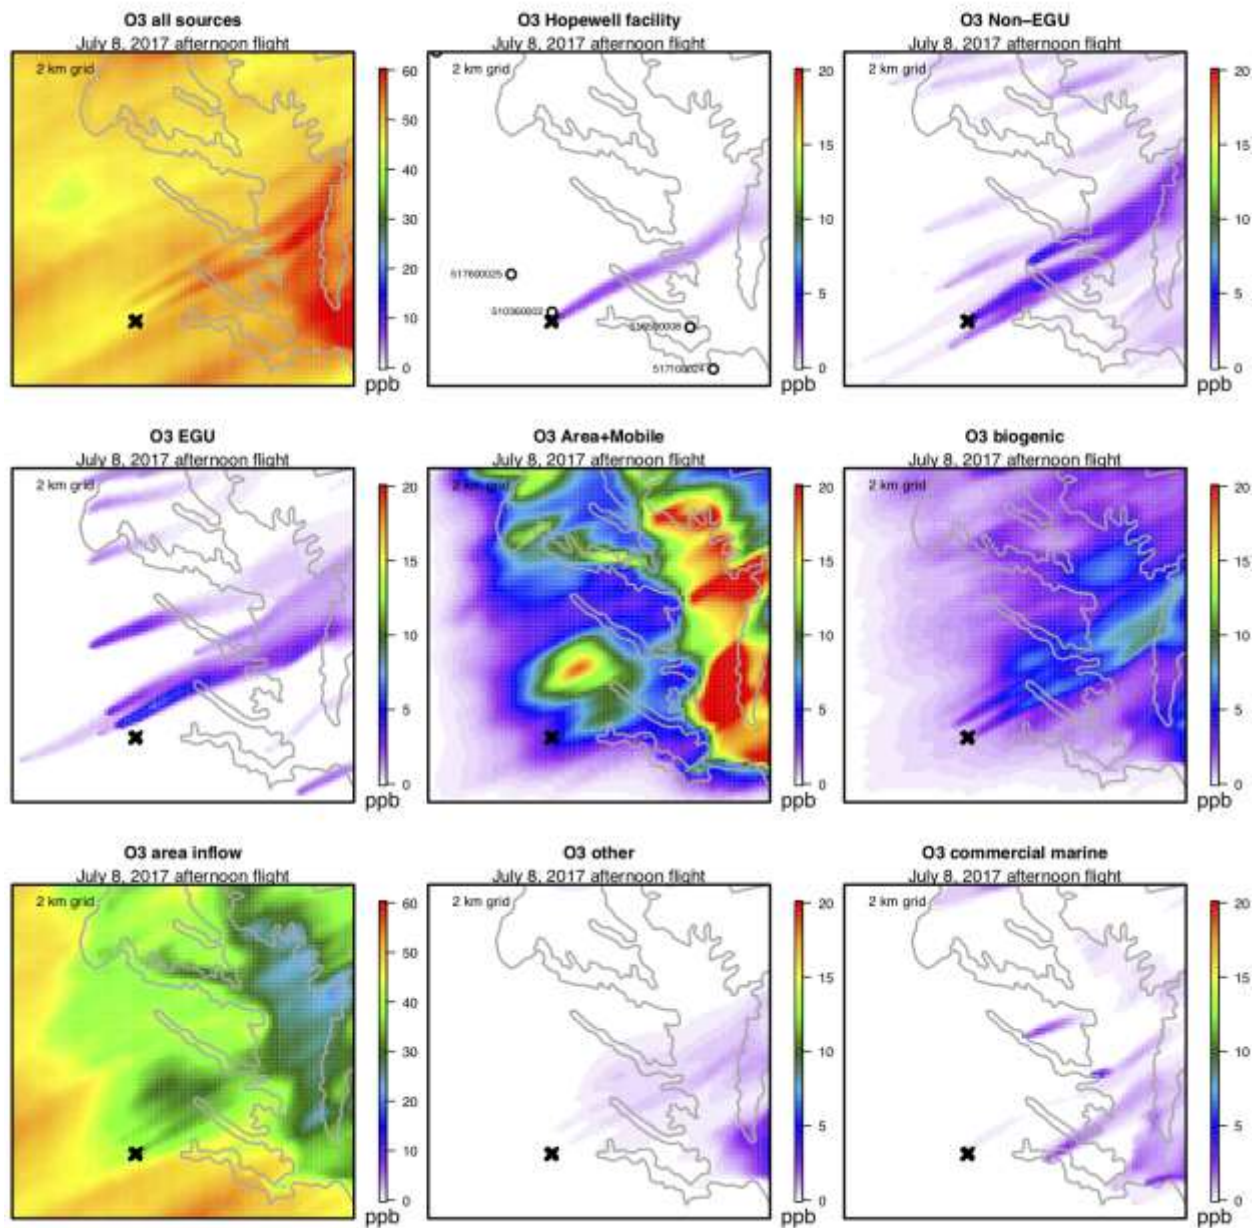 O3 all sources
July 8, 2017 afternoon flight
2 km grid
60
50
40
30
20
10
0
ppb
O3 Hopewell facility
July 8, 2017 afternoon flight
2 km grid
517600025
510360002
517100024
20
15
10
5
0
ppb
O3 Non–EGU
July 8, 2017 afternoon flight
2 km grid
20
15
10
5
0
ppb
O3 EGU
July 8, 2017 afternoon flight
2 km grid
20
15
10
5
0
ppb
O3 Area+Mobile
July 8, 2017 afternoon flight
2 km grid
20
15
10
5
0
ppb
O3 biogenic
July 8, 2017 afternoon flight
2 km grid
20
15
10
5
0
ppb
O3 area inflow
July 8, 2017 afternoon flight
2 km grid
60
50
40
30
20
10
0
ppb
O3 other
July 8, 2017 afternoon flight
2 km grid
20
15
10
5
0
ppb
O3 commercial marine
July 8, 2017 afternoon flight
2 km grid
20
15
10
5
0
ppb